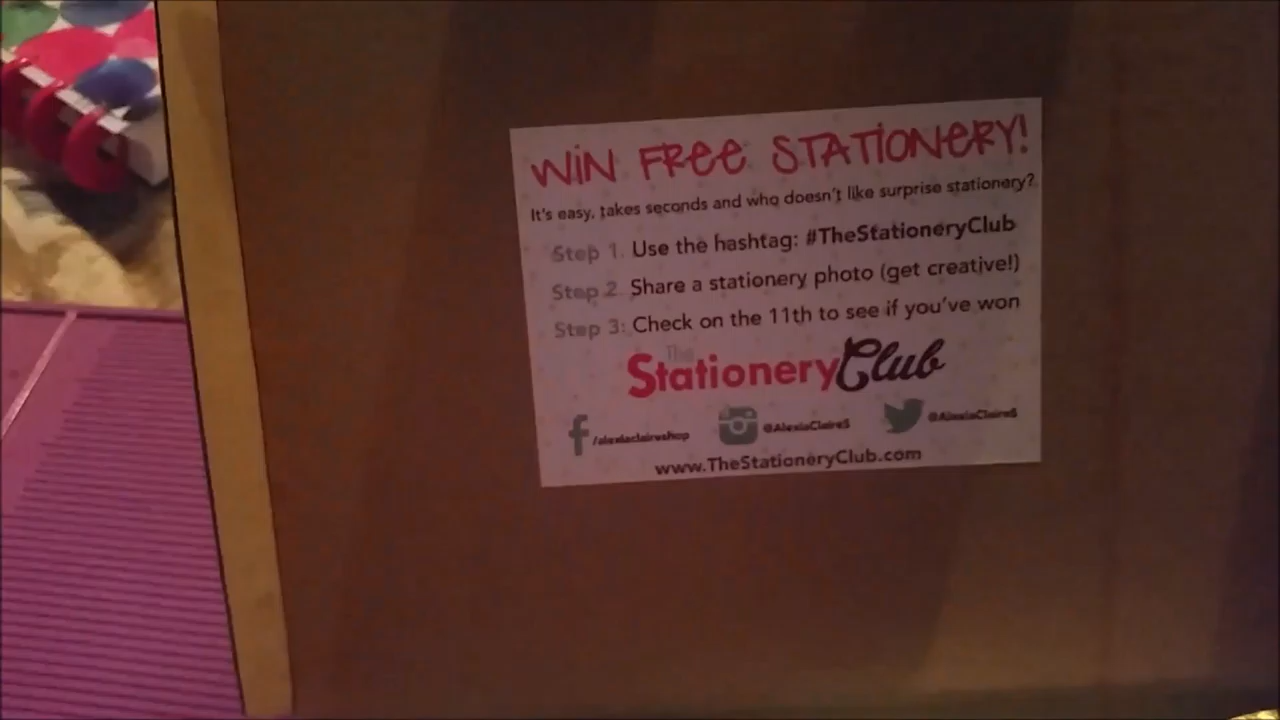 WIN FREE STATIONERY!
It's easy, takes seconds and who doesn't like surprise stationery?
Step 1. Use the hashtag: #TheStationeryClub
Step 2. Share a stationery photo (get creative!)
Step 3: Check on the 11th to see if you've won
The
StationeryClub
/alexiaclaireshop @AlexiaClaireS @AlexiaClaireS
www.TheStationeryClub.com